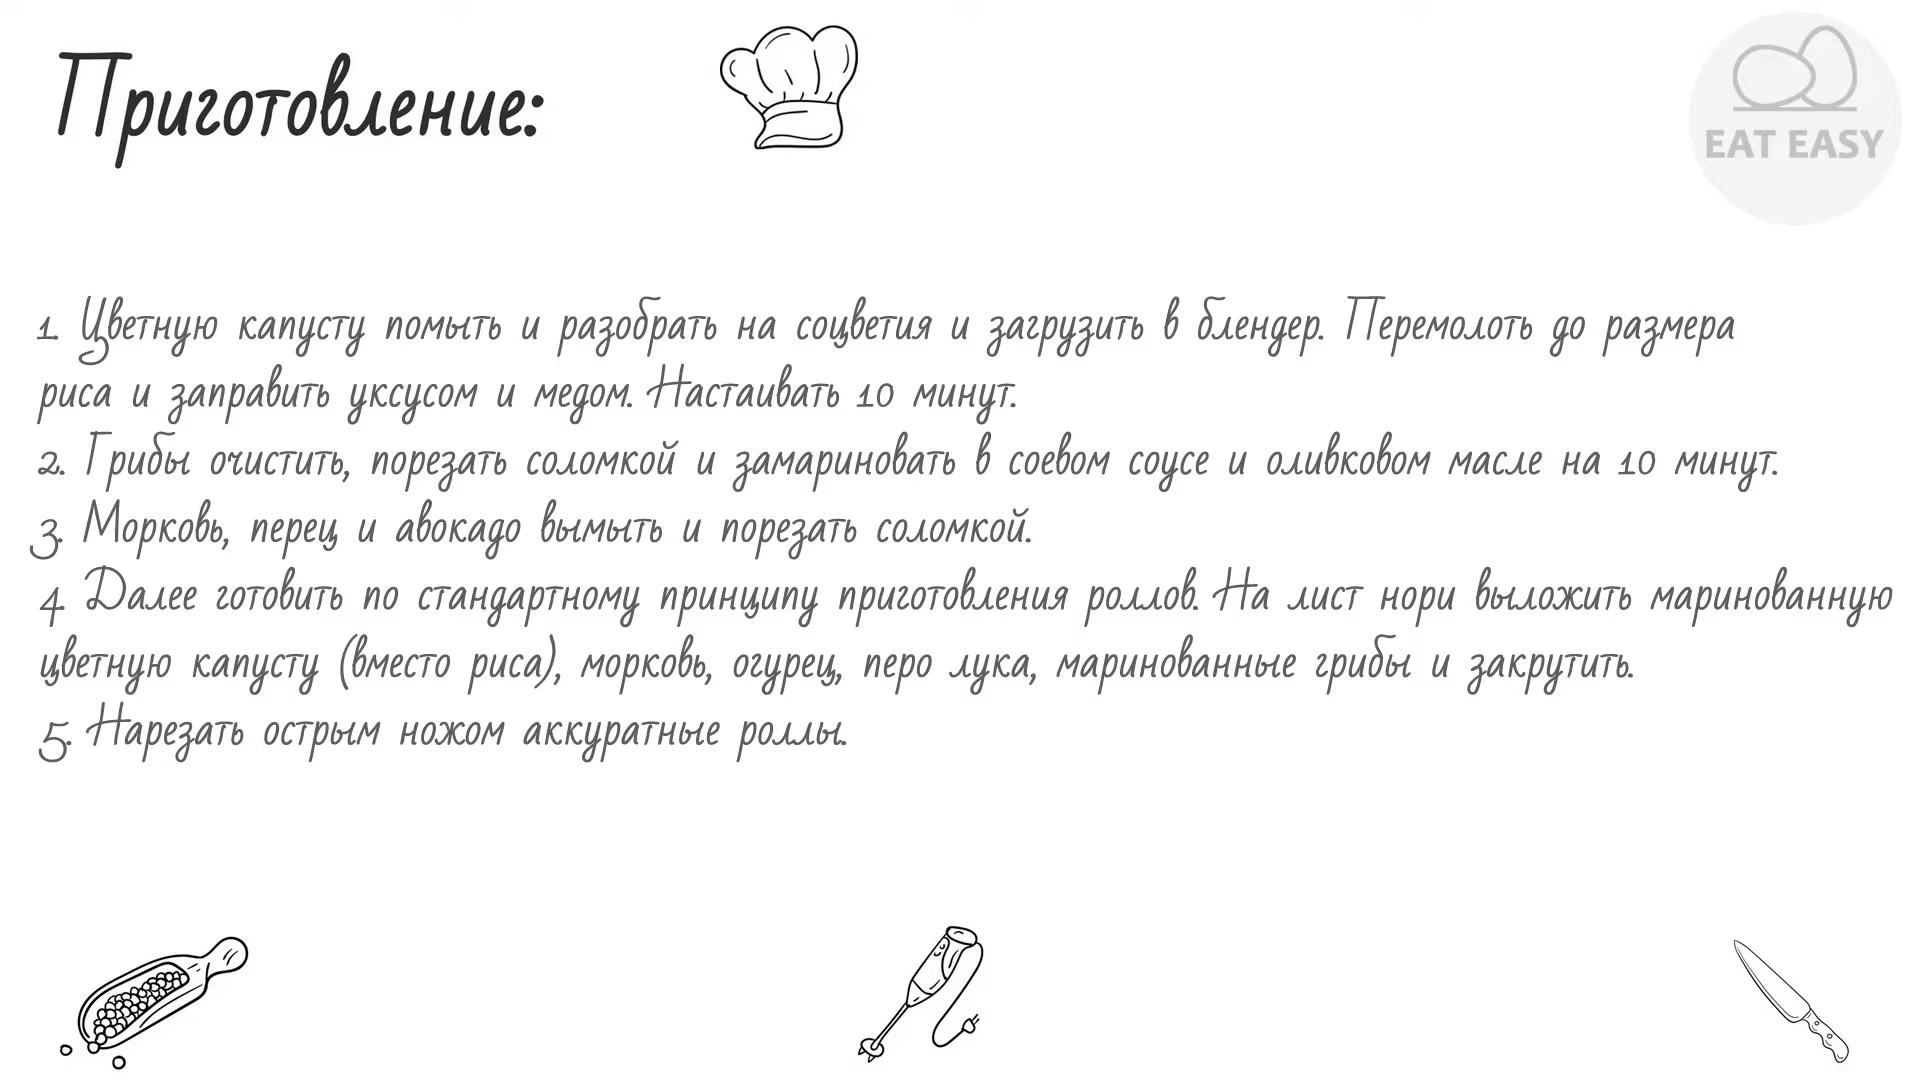 Приготовление:
EAT EASY
1. Цветную капусту помыть и разобрать на соцветия и загрузить в блендер. Перемолоть до размера
риса и заправить уксусом и медом. Настаивать 10 минут.
2. Грибы очистить, порезать соломкой и замариновать в соевом соусе и оливковом масле на 10 минут.
3. Морковь, перец и авокадо вымыть и порезать соломкой.
4. Далее готовить по стандартному принципу приготовления роллов. На лист нори выложить маринованную
цветную капусту (вместо риса), морковь, огурец, перо лука, маринованные грибы и закрутить.
5. Нарезать острым ножом аккуратные роллы.